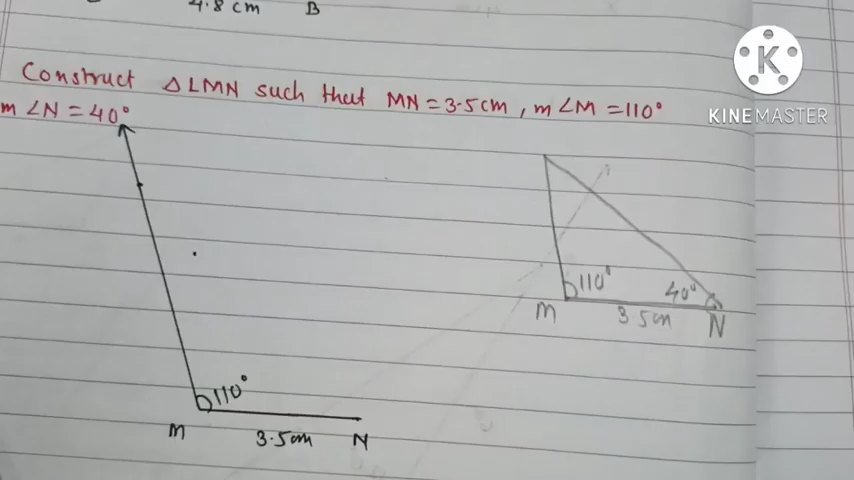 4.8 cm B
Construct △LMN such that MN = 3.5cm, m∠M = 110°
m∠N = 40°
K
KINEMASTER
110°
40°
M
3.5cm
N
110°
M
3.5cm
N